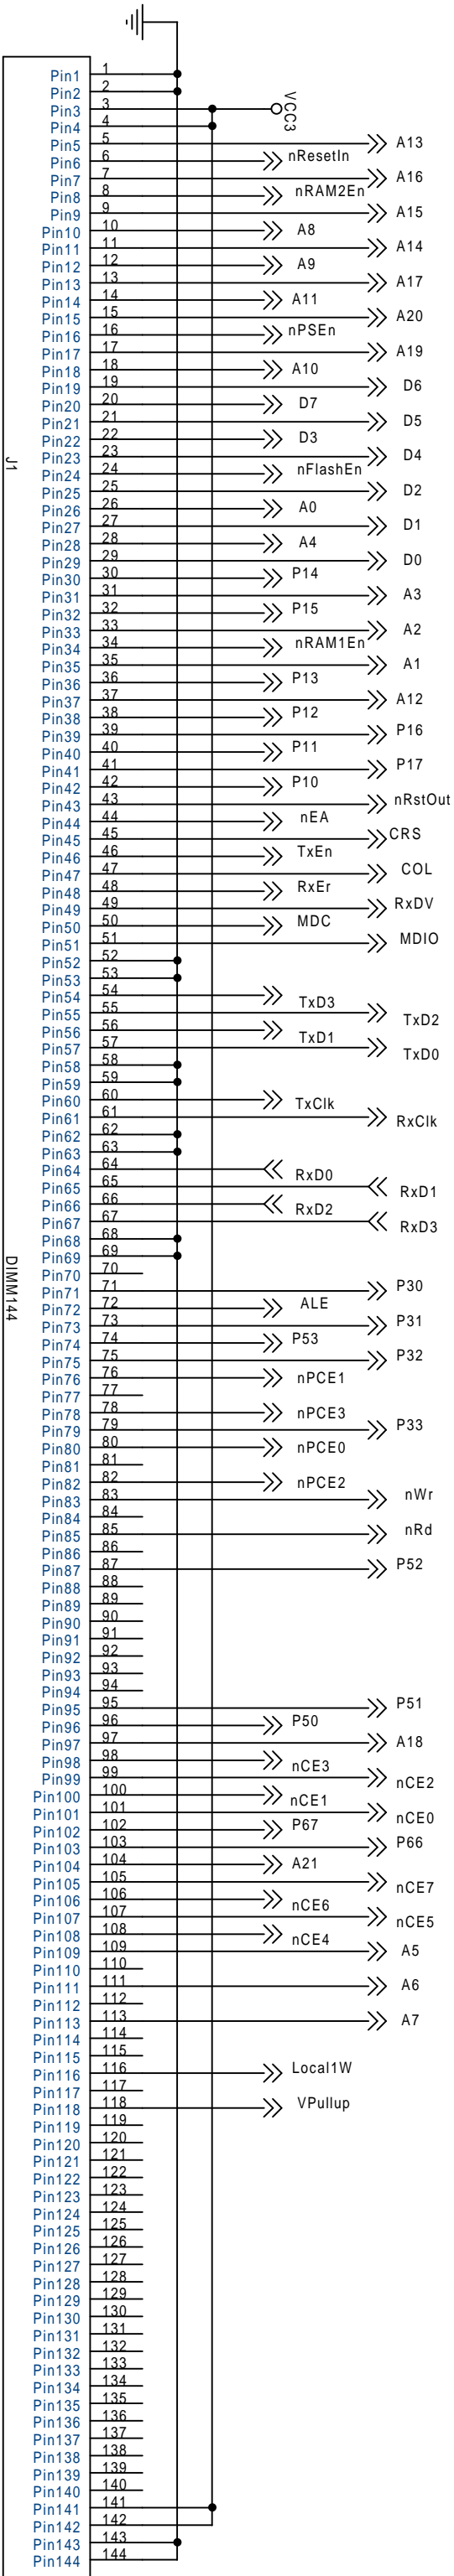 VCC3
J1
DIMM144
Pin1 1
Pin2 2
Pin3 3
Pin4 4
Pin5 5 A13
Pin6 6 nResetIn
Pin7 7 A16
Pin8 8 nRAM2En
Pin9 9 A15
Pin10 10 A8
Pin11 11 A14
Pin12 12 A9
Pin13 13 A17
Pin14 14 A11
Pin15 15 A20
Pin16 16 nPSEn
Pin17 17 A19
Pin18 18 A10
Pin19 19 D6
Pin20 20 D7
Pin21 21 D5
Pin22 22 D3
Pin23 23 D4
Pin24 24 nFlashEn
Pin25 25 D2
Pin26 26 A0
Pin27 27 D1
Pin28 28 A4
Pin29 29 D0
Pin30 30 P14
Pin31 31 A3
Pin32 32 P15
Pin33 33 A2
Pin34 34 nRAM1En
Pin35 35 A1
Pin36 36 P13
Pin37 37 A12
Pin38 38 P12
Pin39 39 P16
Pin40 40 P11
Pin41 41 P17
Pin42 42 P10
Pin43 43 nRstOut
Pin44 44 nEA
Pin45 45 CRS
Pin46 46 TxEn
Pin47 47 COL
Pin48 48 RxEr
Pin49 49 RxDV
Pin50 50 MDC
Pin51 51 MDIO
Pin52 52
Pin53 53
Pin54 54 TxD3
Pin55 55 TxD2
Pin56 56 TxD1
Pin57 57 TxD0
Pin58 58
Pin59 59
Pin60 60 TxClk
Pin61 61 RxClk
Pin62 62
Pin63 63
Pin64 64 RxD0
Pin65 65 RxD1
Pin66 66 RxD2
Pin67 67 RxD3
Pin68 68
Pin69 69
Pin70 70
Pin71 71 P30
Pin72 72 ALE
Pin73 73 P31
Pin74 74 P53
Pin75 75 P32
Pin76 76 nPCE1
Pin77 77
Pin78 78 nPCE3
Pin79 79 P33
Pin80 80 nPCE0
Pin81 81
Pin82 82 nPCE2
Pin83 83 nWr
Pin84 84
Pin85 85 nRd
Pin86 86
Pin87 87 P52
Pin88 88
Pin89 89
Pin90 90
Pin91 91
Pin92 92
Pin93 93
Pin94 94
Pin95 95 P51
Pin96 96 P50
Pin97 97 A18
Pin98 98 nCE3
Pin99 99 nCE2
Pin100 100 nCE1
Pin101 101 nCE0
Pin102 102 P67
Pin103 103 P66
Pin104 104 A21
Pin105 105 nCE7
Pin106 106 nCE6
Pin107 107 nCE5
Pin108 108 nCE4
Pin109 109 A5
Pin110 110
Pin111 111 A6
Pin112 112
Pin113 113 A7
Pin114 114
Pin115 115
Pin116 116 Local1W
Pin117 117
Pin118 118 VPullup
Pin119 119
Pin120 120
Pin121 121
Pin122 122
Pin123 123
Pin124 124
Pin125 125
Pin126 126
Pin127 127
Pin128 128
Pin129 129
Pin130 130
Pin131 131
Pin132 132
Pin133 133
Pin134 134
Pin135 135
Pin136 136
Pin137 137
Pin138 138
Pin139 139
Pin140 140
Pin141 141
Pin142 142
Pin143 143
Pin144 144